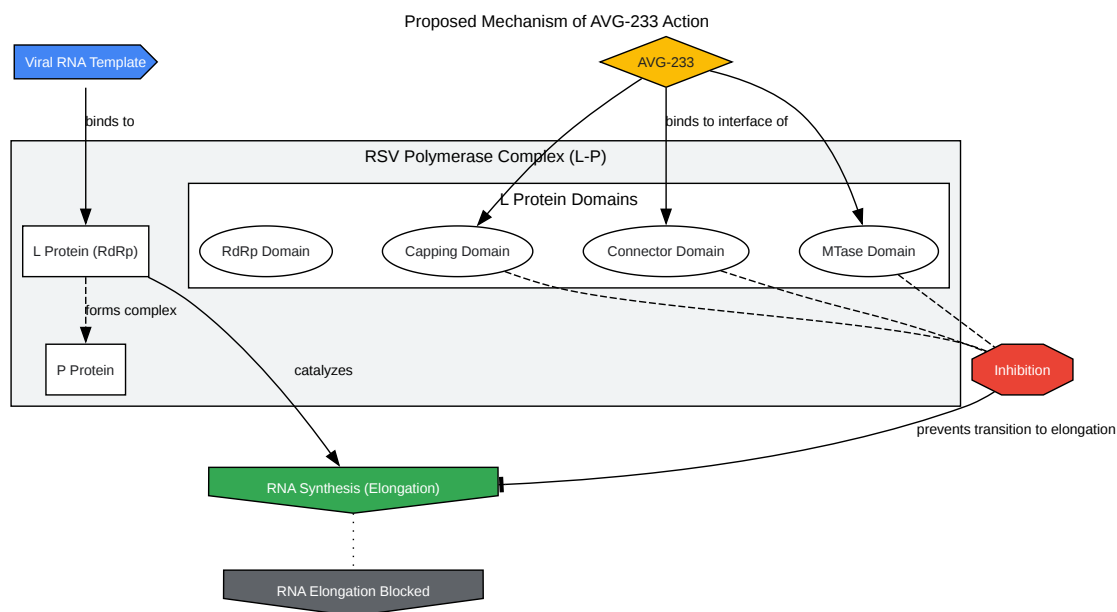 Proposed Mechanism of AVG-233 Action
Viral RNA Template
AVG-233
binds to
binds to interface of
RSV Polymerase Complex (L-P)
L Protein Domains
L Protein (RdRp)
RdRp Domain
Capping Domain
Connector Domain
MTase Domain
forms complex
P Protein
catalyzes
Inhibition
prevents transition to elongation
RNA Synthesis (Elongation)
RNA Elongation Blocked